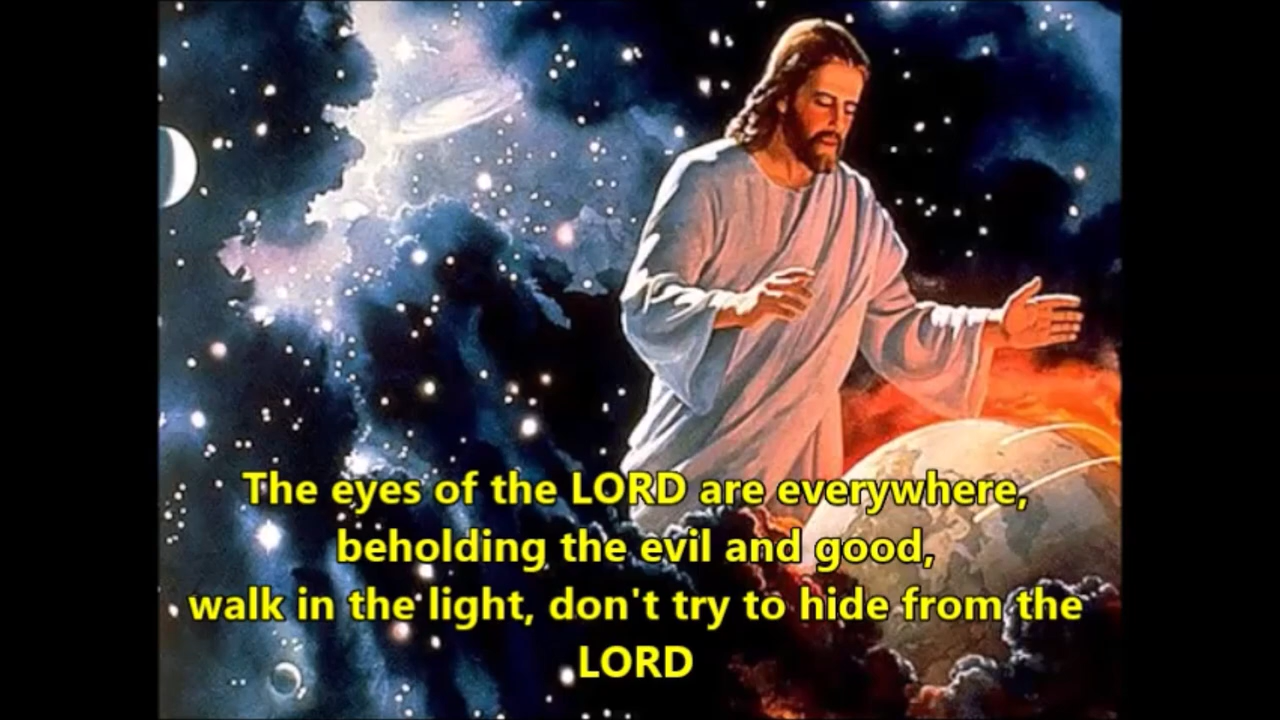 The eyes of the LORD are everywhere,
beholding the evil and good,
walk in the light, don't try to hide from the
LORD